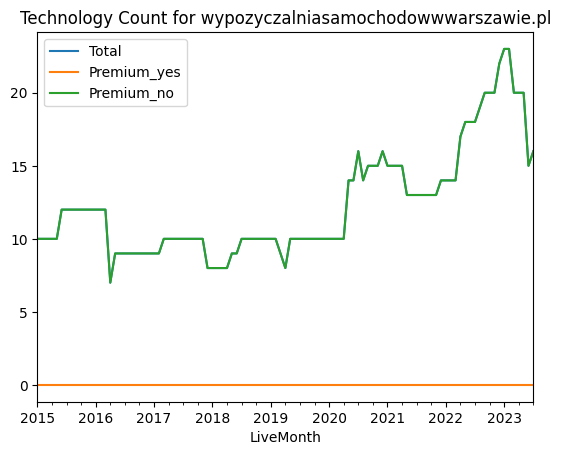 Technology Count for wypozyczalniasamochodowwwarszawie.pl
Total
Premium_yes
Premium_no
20
15
10
5
0
2015 2016 2017 2018 2019 2020 2021 2022 2023
LiveMonth